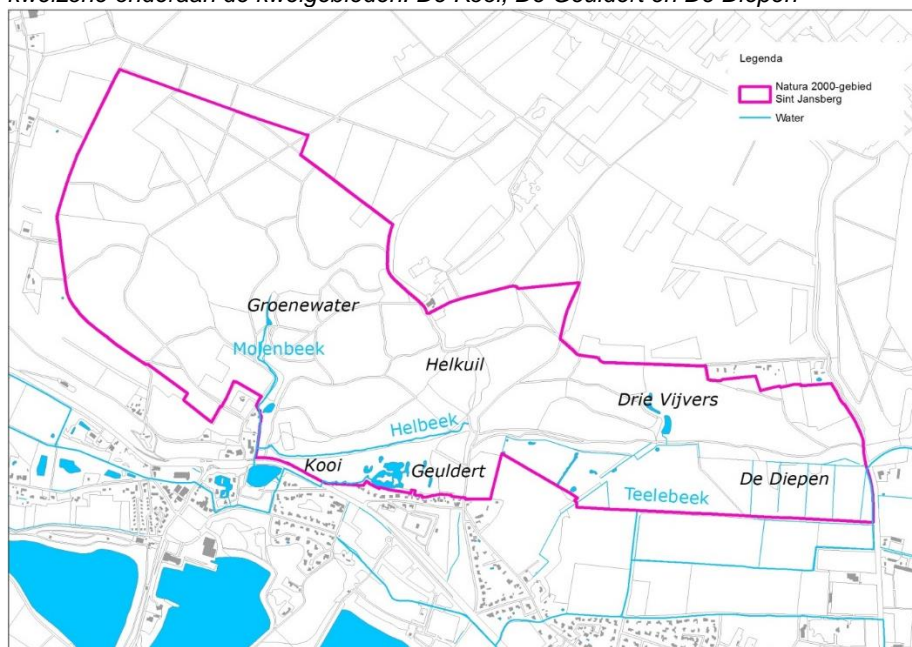 kwelzone onderaan de kwelgebieden: De Kooi, De Geuldert en De Diepen
Legenda
Natura 2000-gebied
Sint Jansberg
Water
Groenewater
Molenbeek
Helkuil
Drie Vijvers
Helbeek
Kooi
Geuldert
De Diepen
Teelebeek